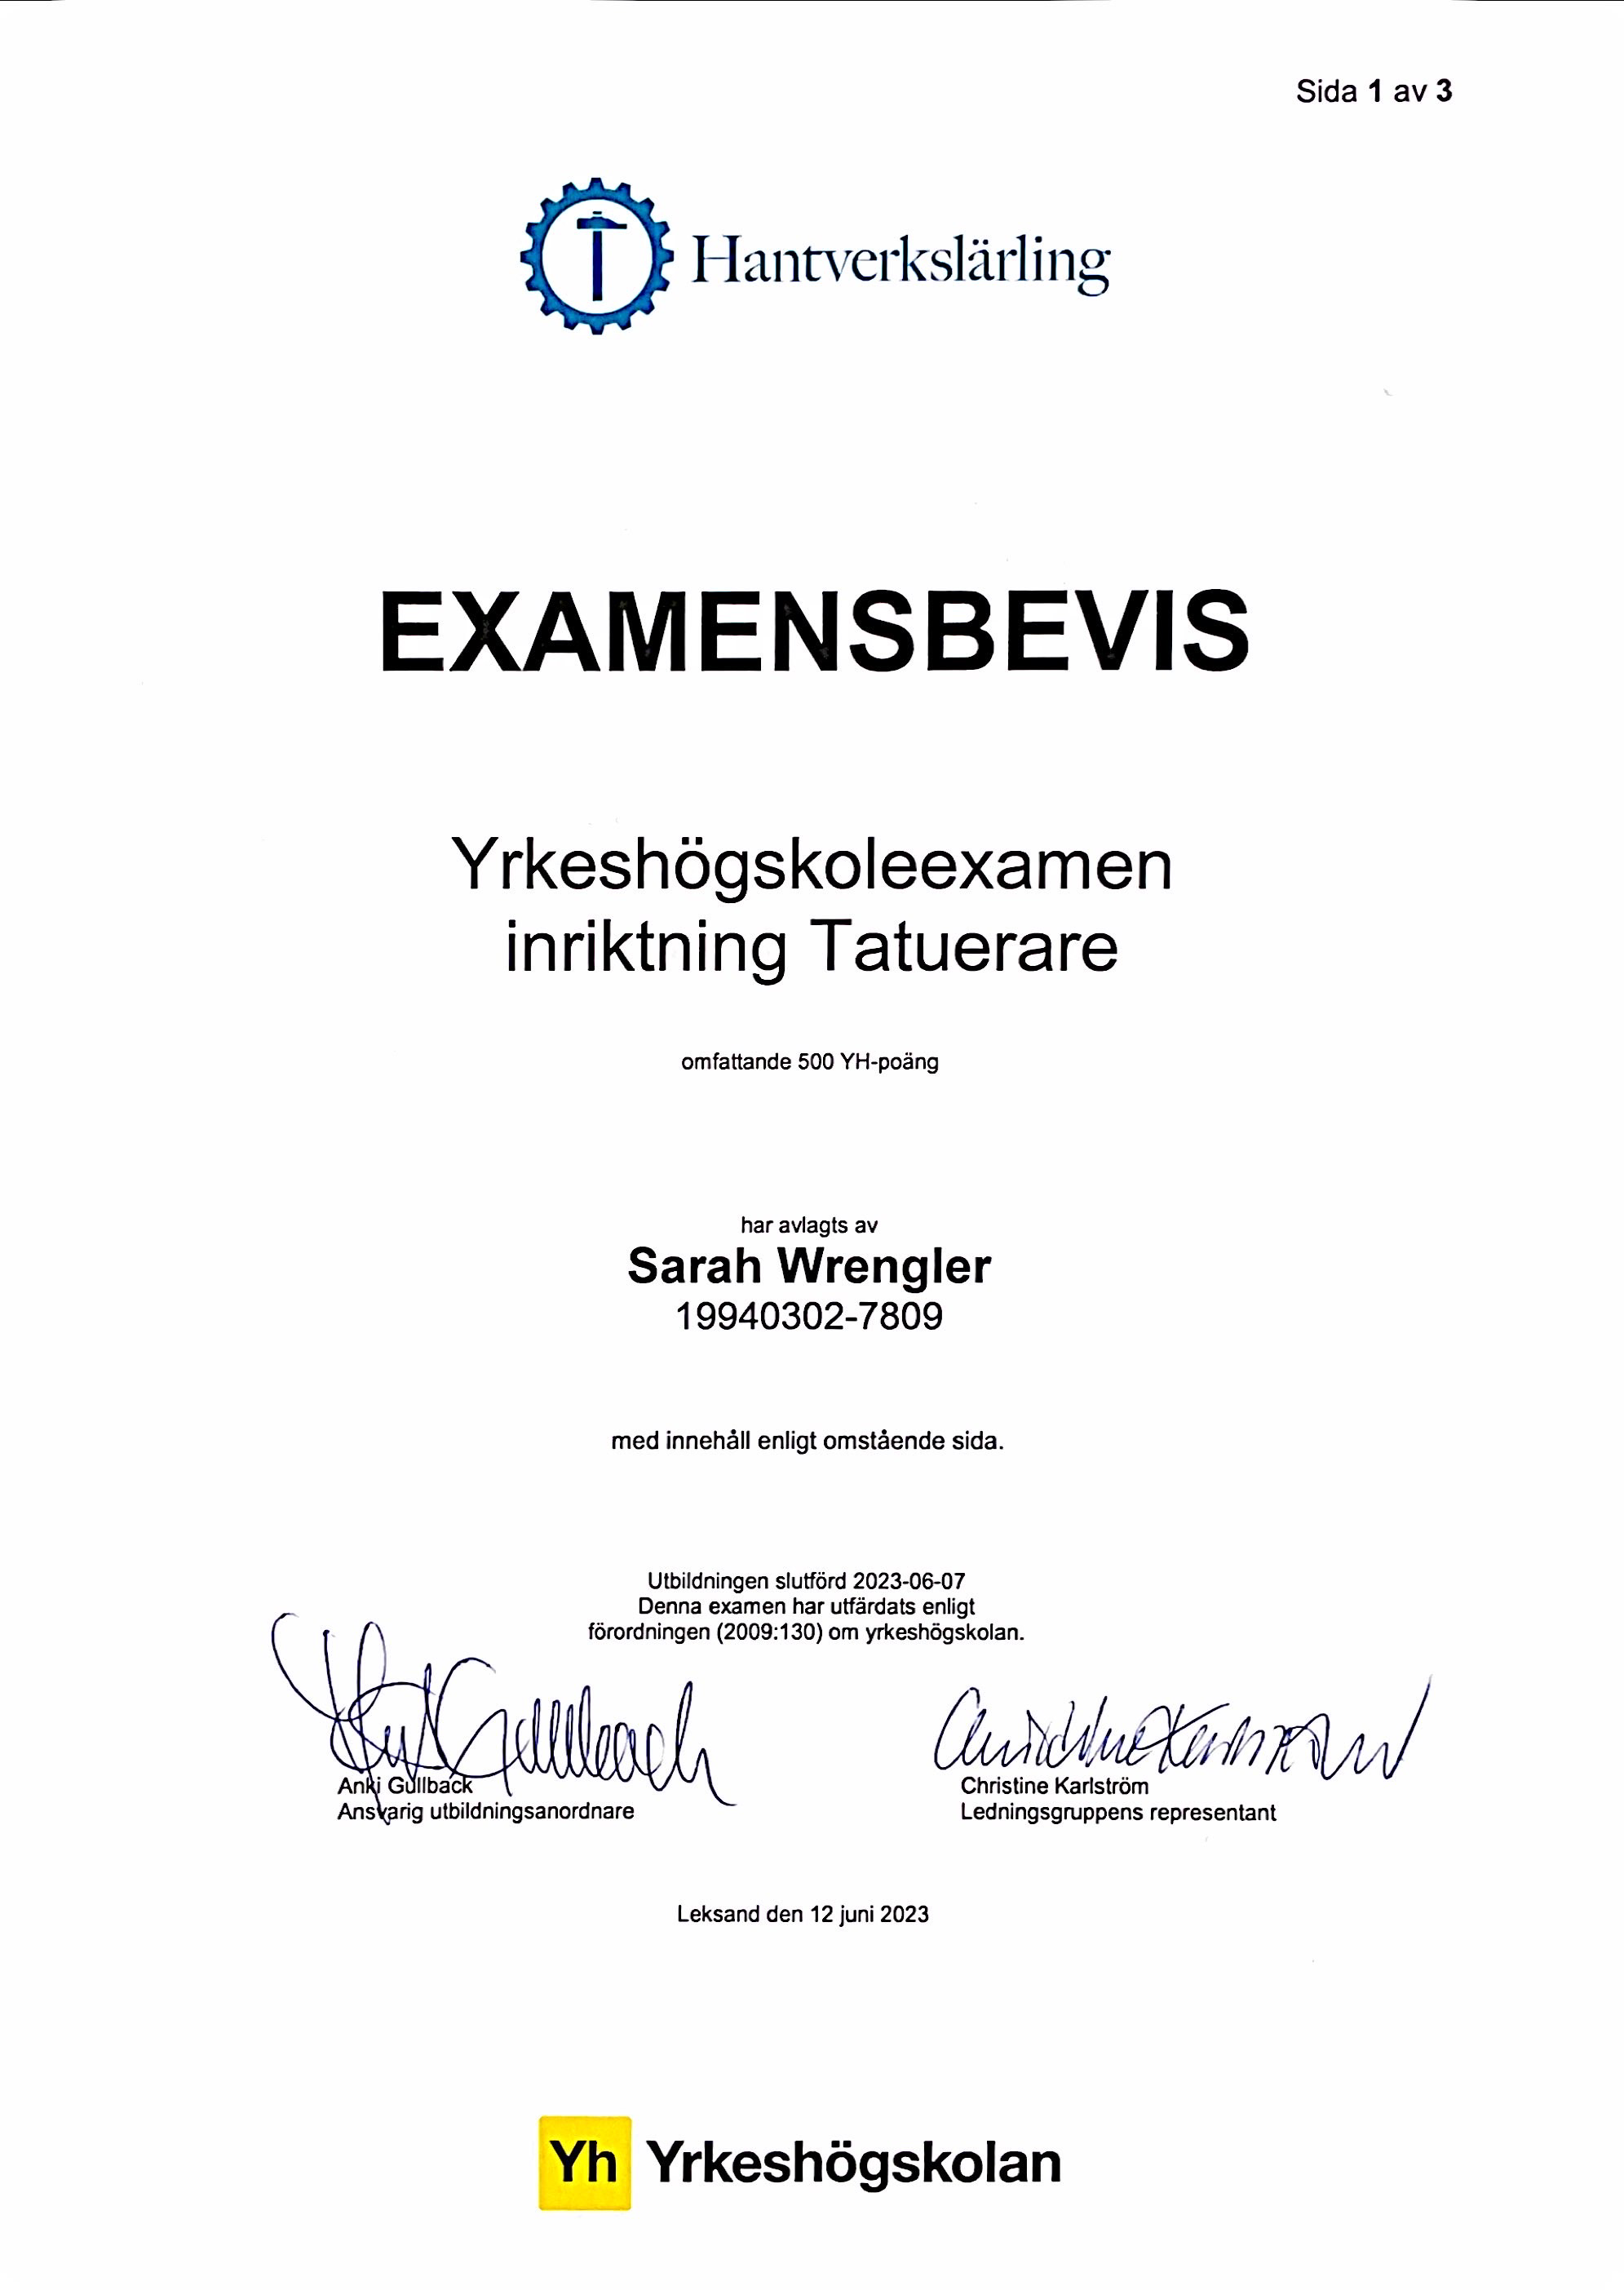 Sida 1 av 3
Hantverkslärling
EXAMENSBEVIS
Yrkeshögskoleexamen
inriktning Tatuerare
omfattande 500 YH-poäng
har avlagts av
Sarah Wrengler
19940302-7809
med innehåll enligt omstående sida.
Utbildningen slutförd 2023-06-07
Denna examen har utfärdats enligt
förordningen (2009:130) om yrkeshögskolan.
Anki Gullback
Ansvarig utbildningsanordnare
Christine Karlström
Ledningsgruppens representant
Leksand den 12 juni 2023
Yh Yrkeshögskolan